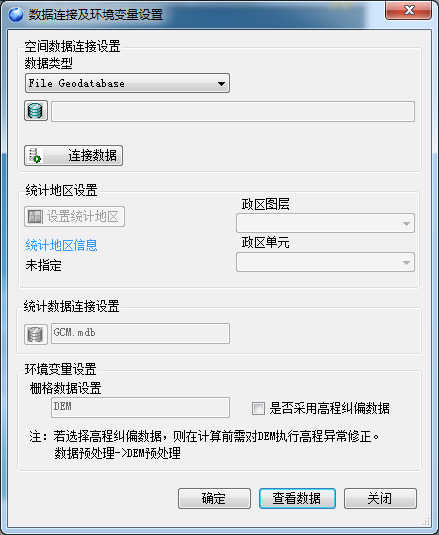 数据连接及环境变量设置
空间数据连接设置
数据类型
File Geodatabase
连接数据
统计地区设置
设置统计地区
政区图层
统计地区信息
政区单元
未指定
统计数据连接设置
GCM.mdb
环境变量设置
栅格数据设置
DEM
是否采用高程纠偏数据
注：若选择高程纠偏数据，则在计算前需对DEM执行高程异常修正。
数据预处理->DEM预处理
确定
查看数据
关闭